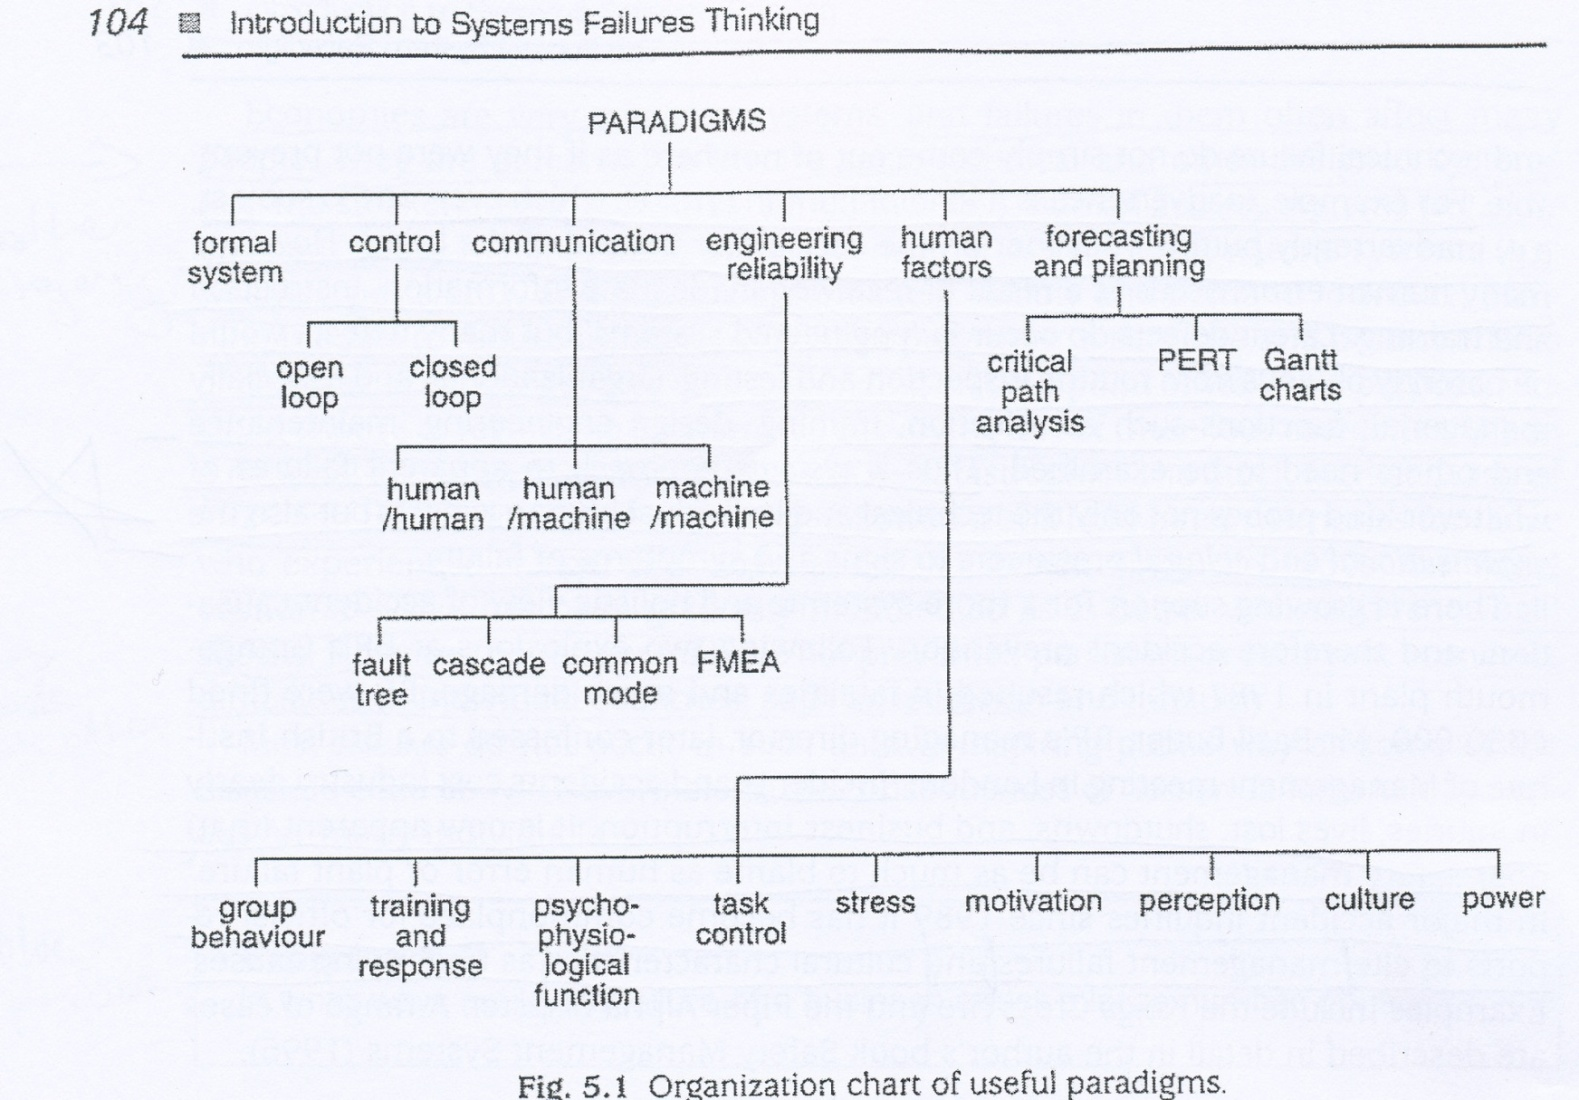 104 Introduction to Systems Failures Thinking
PARADIGMS
formal
system
control
communication
engineering
reliability
human
factors
forecasting
and planning
open
loop
closed
loop
critical
path
analysis
PERT
Gantt
charts
human
/human
human
/machine
machine
/machine
fault
tree
cascade
common
mode
FMEA
group
behaviour
training
and
response
psycho-
physio-
logical
function
task
control
stress
motivation
perception
culture
power
Fig. 5.1 Organization chart of useful paradigms.